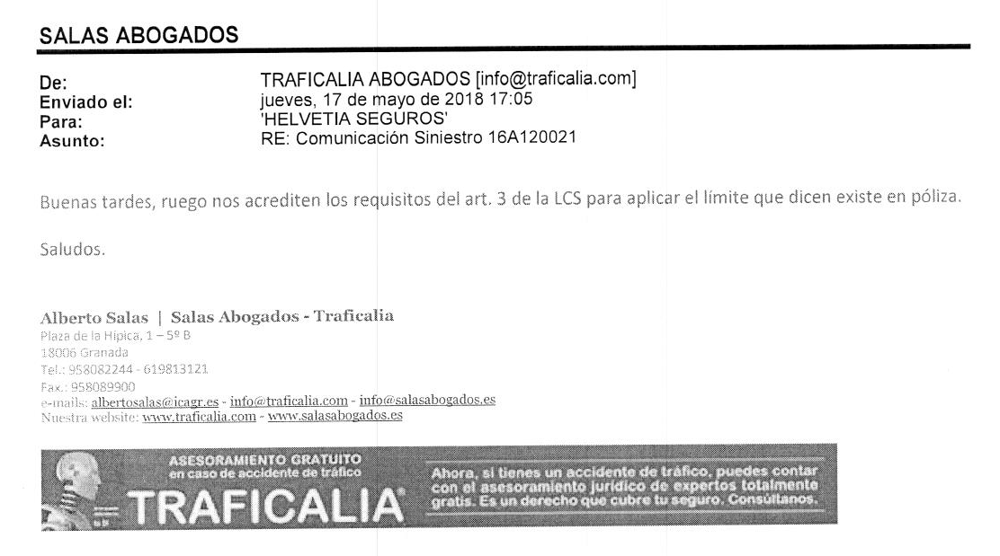 SALAS ABOGADOS
De: TRAFICALIA ABOGADOS [info@traficalia.com]
Enviado el: jueves, 17 de mayo de 2018 17:05
Para: 'HELVETIA SEGUROS'
Asunto: RE: Comunicación Siniestro 16A120021
Buenas tardes, ruego nos acrediten los requisitos del art. 3 de la LCS para aplicar el límite que dicen existe en póliza.
Saludos.
Alberto Salas | Salas Abogados - Traficalia
Plaza de la Hípica, 1 – 5º B
18006 Granada
Tel.: 958082244 - 619813121
Fax.: 958089900
e-mails: albertosalas@icagr.es - info@traficalia.com - info@salasabogados.es
Nuestra website: www.traficalia.com - www.salasabogados.es
ASESORAMIENTO GRATUITO
en caso de accidente de tráfico
TRAFICALIA®
Ahora, si tienes un accidente de tráfico, puedes contar
con el asesoramiento jurídico de expertos totalmente
gratis. Es un derecho que cubre tu seguro. Consúltanos.